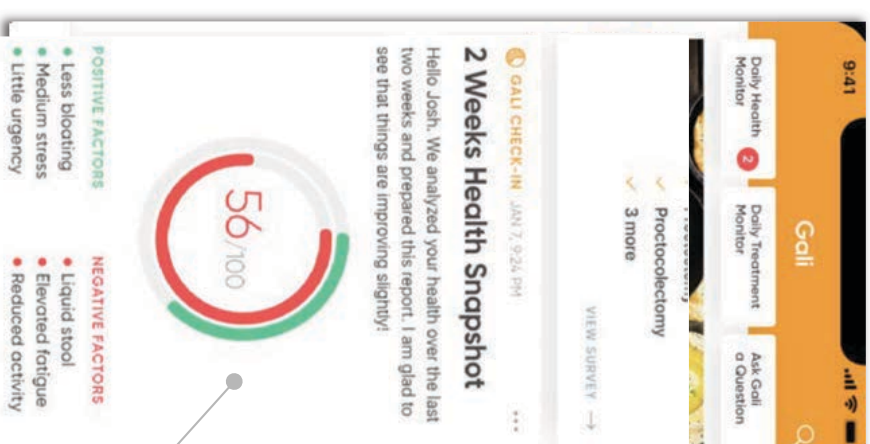 9:41
Gali
Daily Health
Monitor
2
Daily Treatment
Monitor
Ask Gali
a Question
Proctocolectomy
3 more
VIEW SURVEY →
GALI CHECK-IN JAN 7, 9:24 PM
2 Weeks Health Snapshot
Hello Josh. We analyzed your health over the last
two weeks and prepared this report. I am glad to
see that things are improving slightly!
56/100
POSITIVE FACTORS
• Less bloating
• Medium stress
• Little urgency
NEGATIVE FACTORS
• Liquid stool
• Elevated fatigue
• Reduced activity